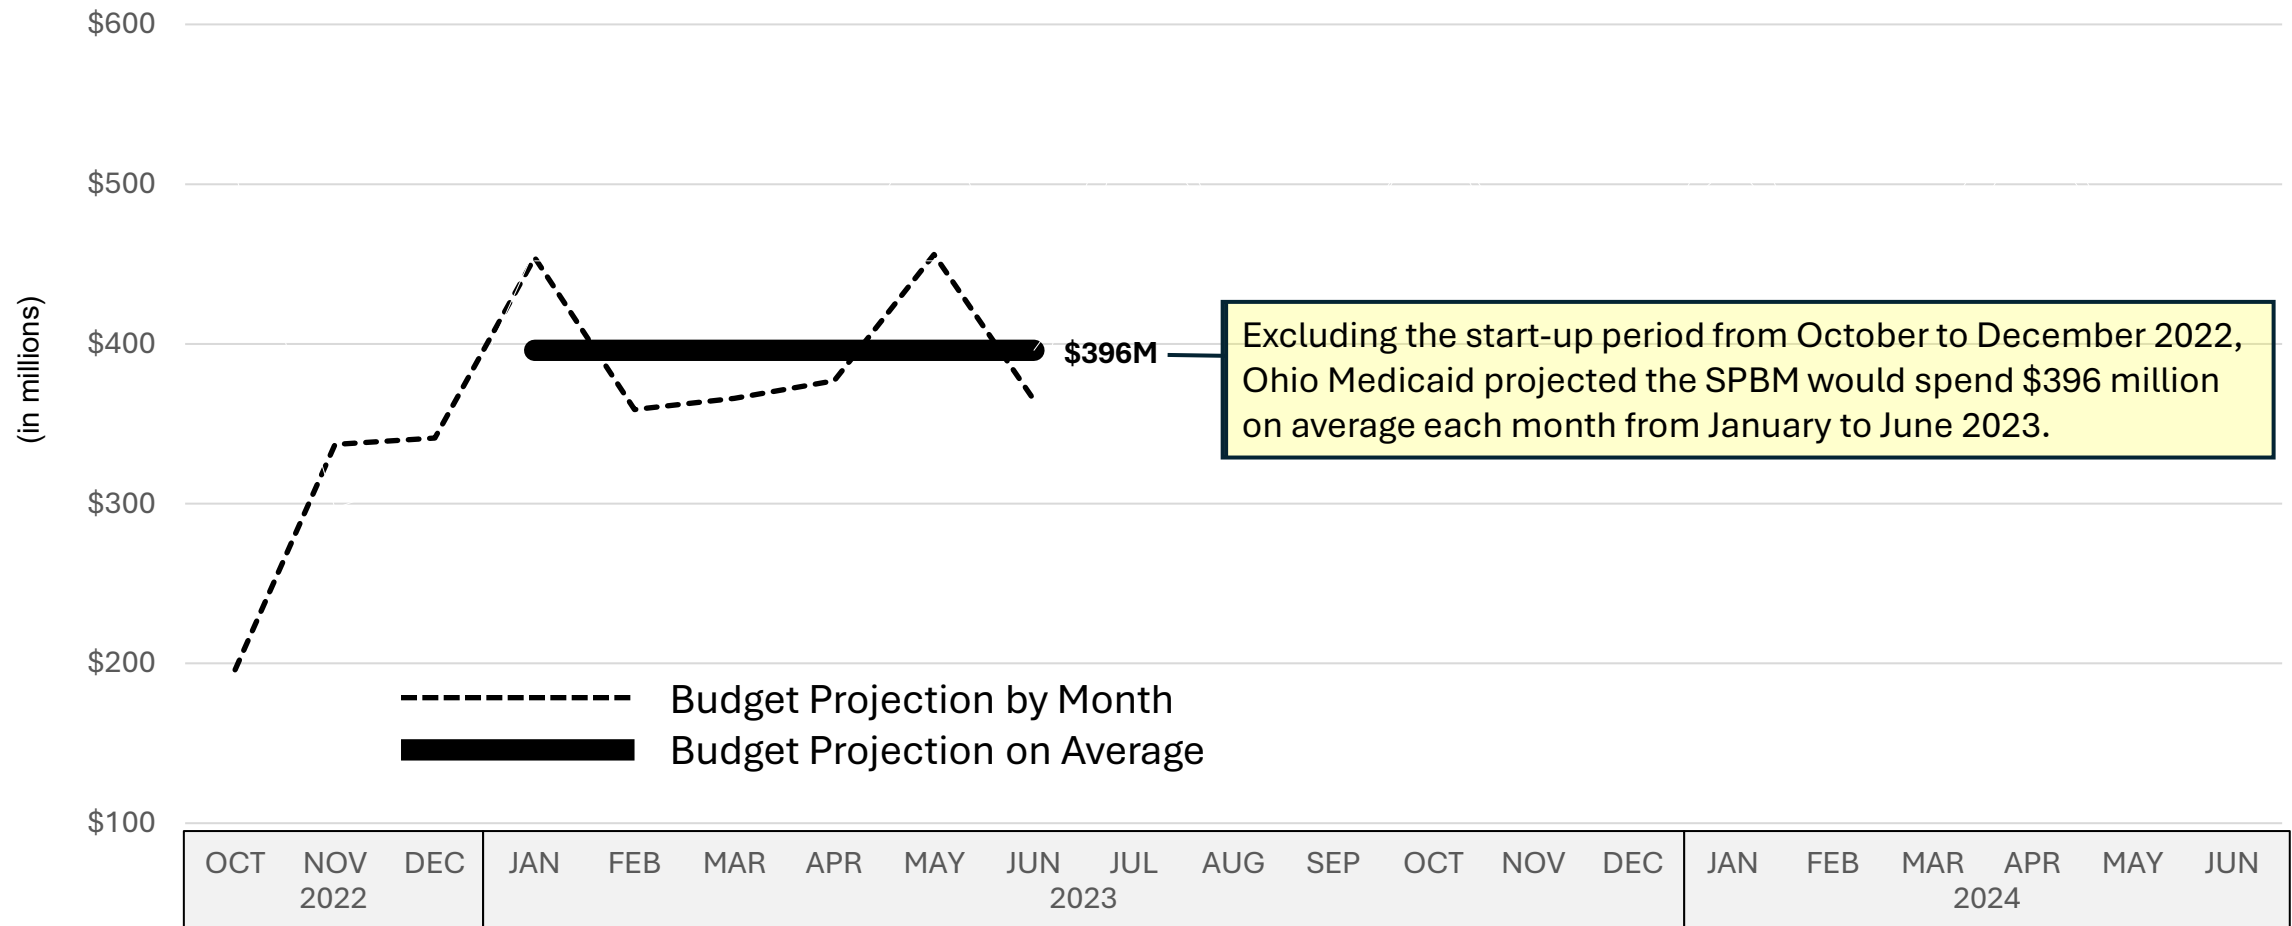 $600
$500
$400
$300
$200
$100
(in millions)
$396M
Excluding the start-up period from October to December 2022,
Ohio Medicaid projected the SPBM would spend $396 million
on average each month from January to June 2023.
Budget Projection by Month
Budget Projection on Average
OCT NOV DEC JAN FEB MAR APR MAY JUN JUL AUG SEP OCT NOV DEC JAN FEB MAR APR MAY JUN
2022 2023 2024